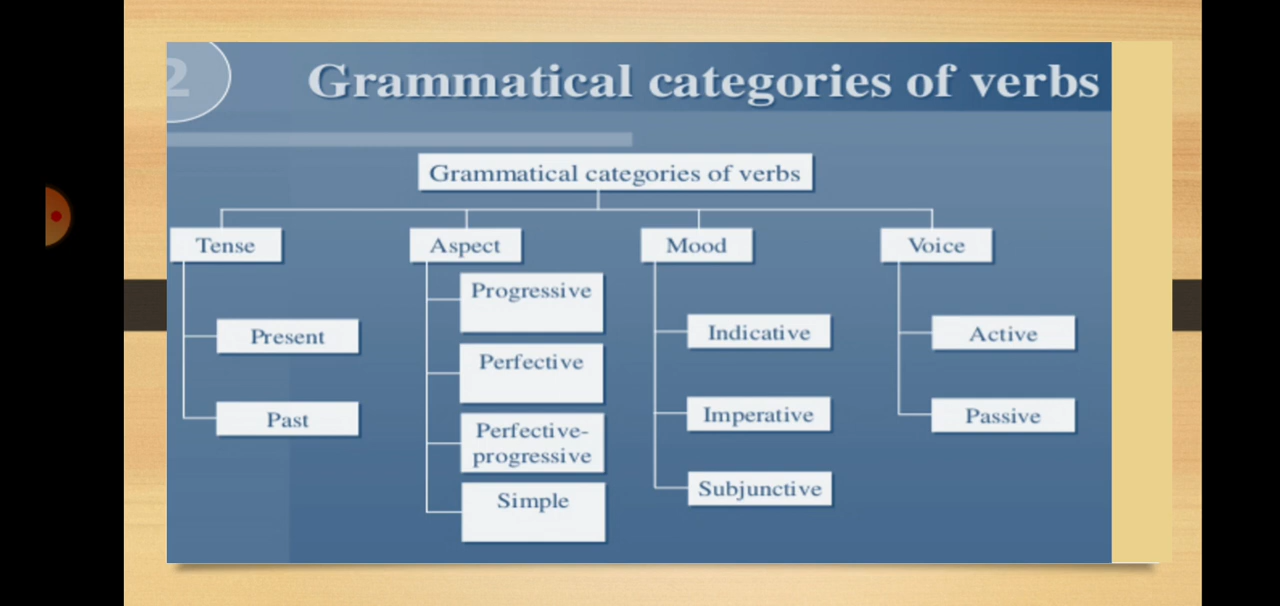 2
Grammatical categories of verbs
Grammatical categories of verbs
Tense
Present
Past
Aspect
Progressive
Perfective
Perfective-
progressive
Simple
Mood
Indicative
Imperative
Subjunctive
Voice
Active
Passive